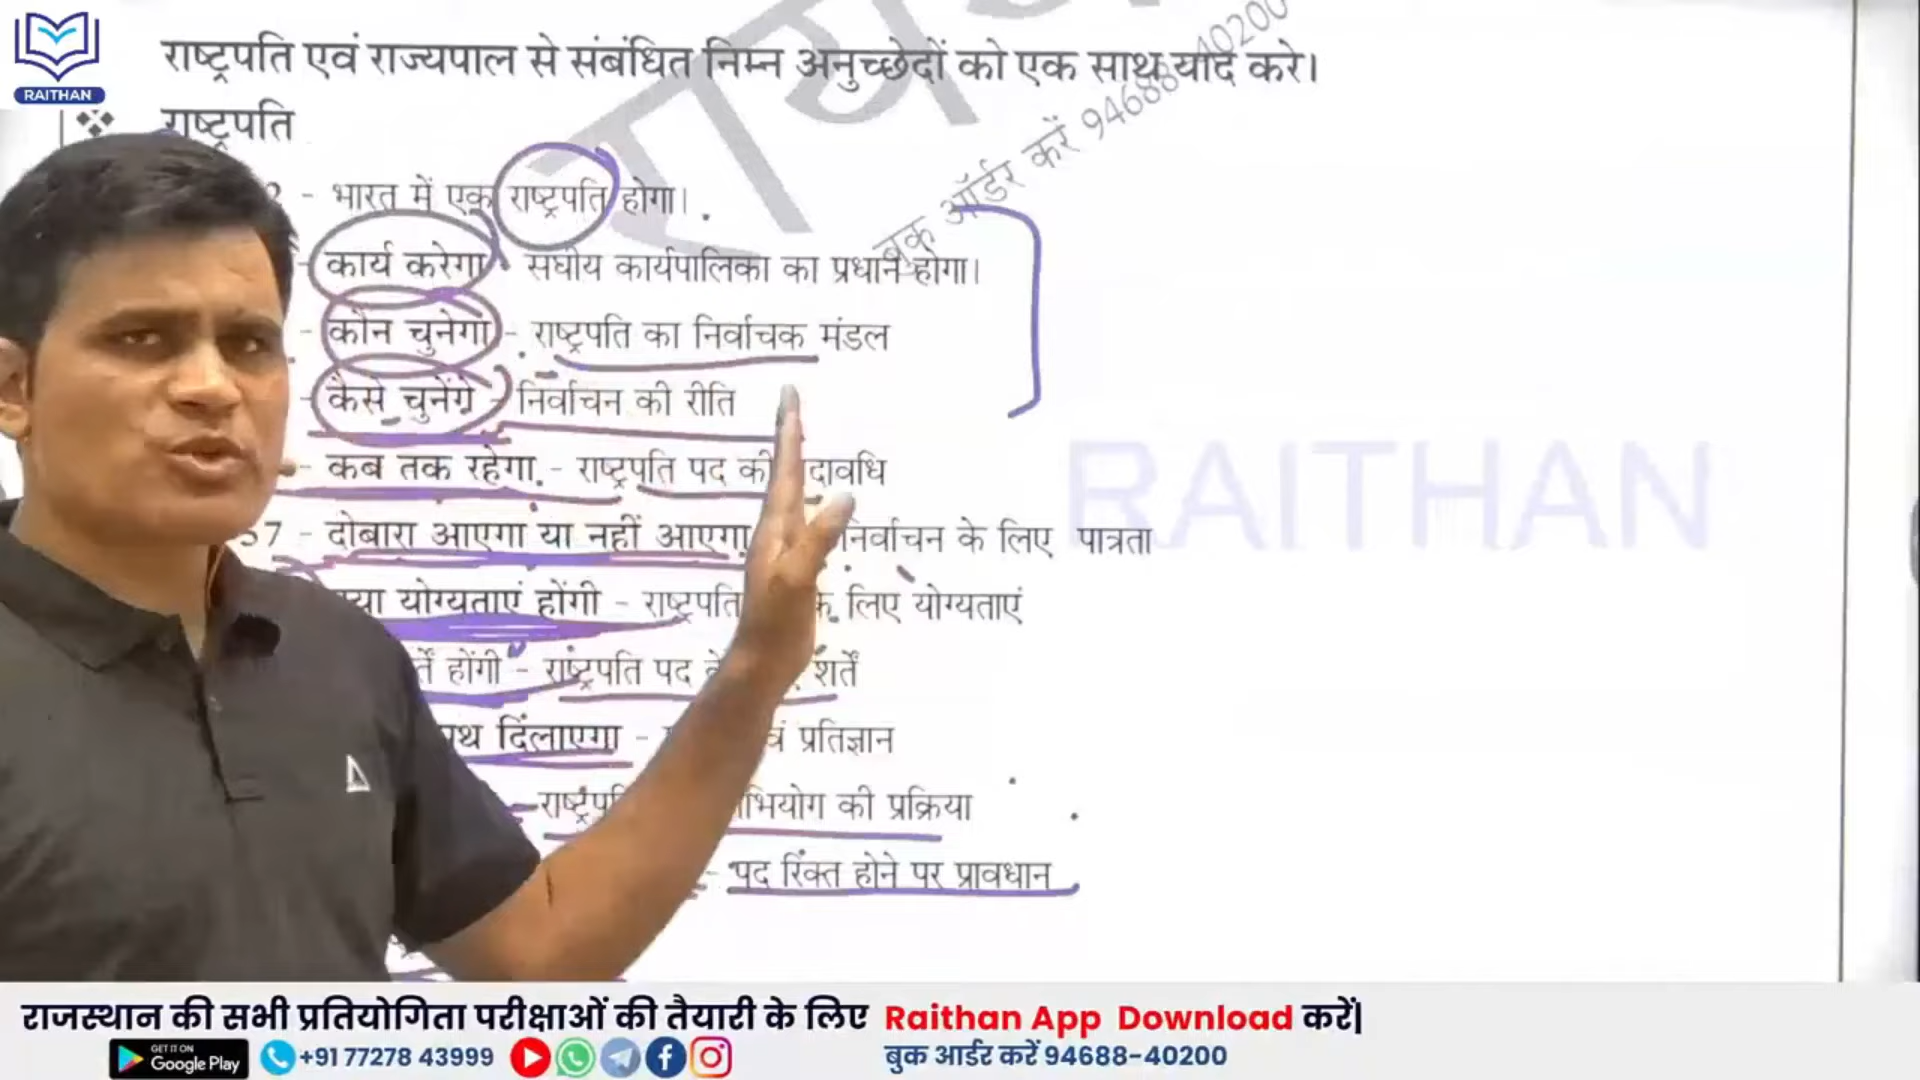 RAITHAN
राष्ट्रपति एवं राज्यपाल से संबंधित निम्न अनुच्छेदों को एक साथ याद करे।
राष्ट्रपति
- भारत में एक राष्ट्रपति होगा।
- कार्य करेगा - संघीय कार्यपालिका का प्रधान होगा।
- कौन चुनेगा - राष्ट्रपति का निर्वाचक मंडल
- कैसे चुनेंगे - निर्वाचन की रीति
- कब तक रहेगा - राष्ट्रपति पद की पदावधि
57 - दोबारा आएगा या नहीं आएगा निर्वाचन के लिए पात्रता
क्या योग्यताएं होंगी - राष्ट्रपति के लिए योग्यताएं
होंगी - राष्ट्रपति पद शर्तें
दिलाएगा - प्रतिज्ञान
- की प्रक्रिया
- पद रिक्त होने पर प्रावधान
बुक ऑर्डर करें 94688-40200
RAITHAN
राजस्थान की सभी प्रतियोगिता परीक्षाओं की तैयारी के लिए Raithan App Download करें|
GET IT ON
Google Play
+91 77278 43999
बुक आर्डर करें 94688-40200